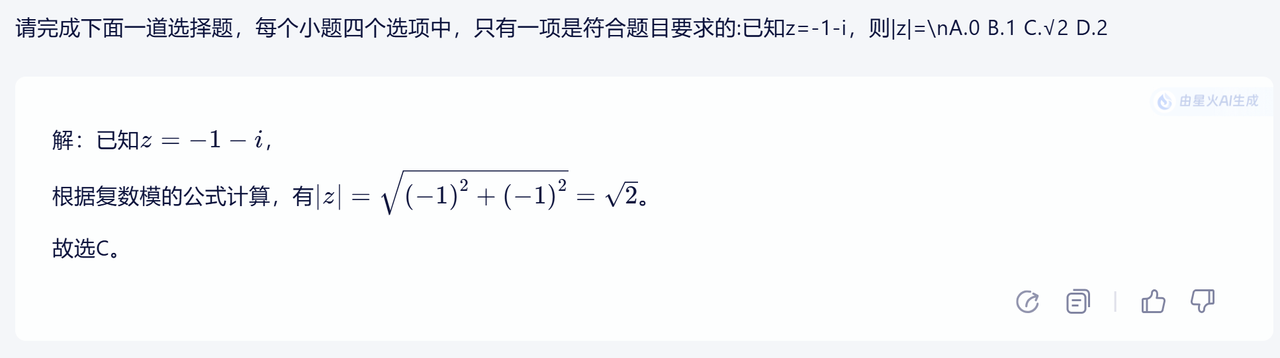 请完成下面一道选择题，每个小题四个选项中，只有一项是符合题目要求的:已知z=-1-i，则|z|=\nA.0 B.1 C.√2 D.2
由星火AI生成
解：已知z = −1 − i，
根据复数模的公式计算，有|z| = √((−1)² + (−1)²) = √2。
故选C。